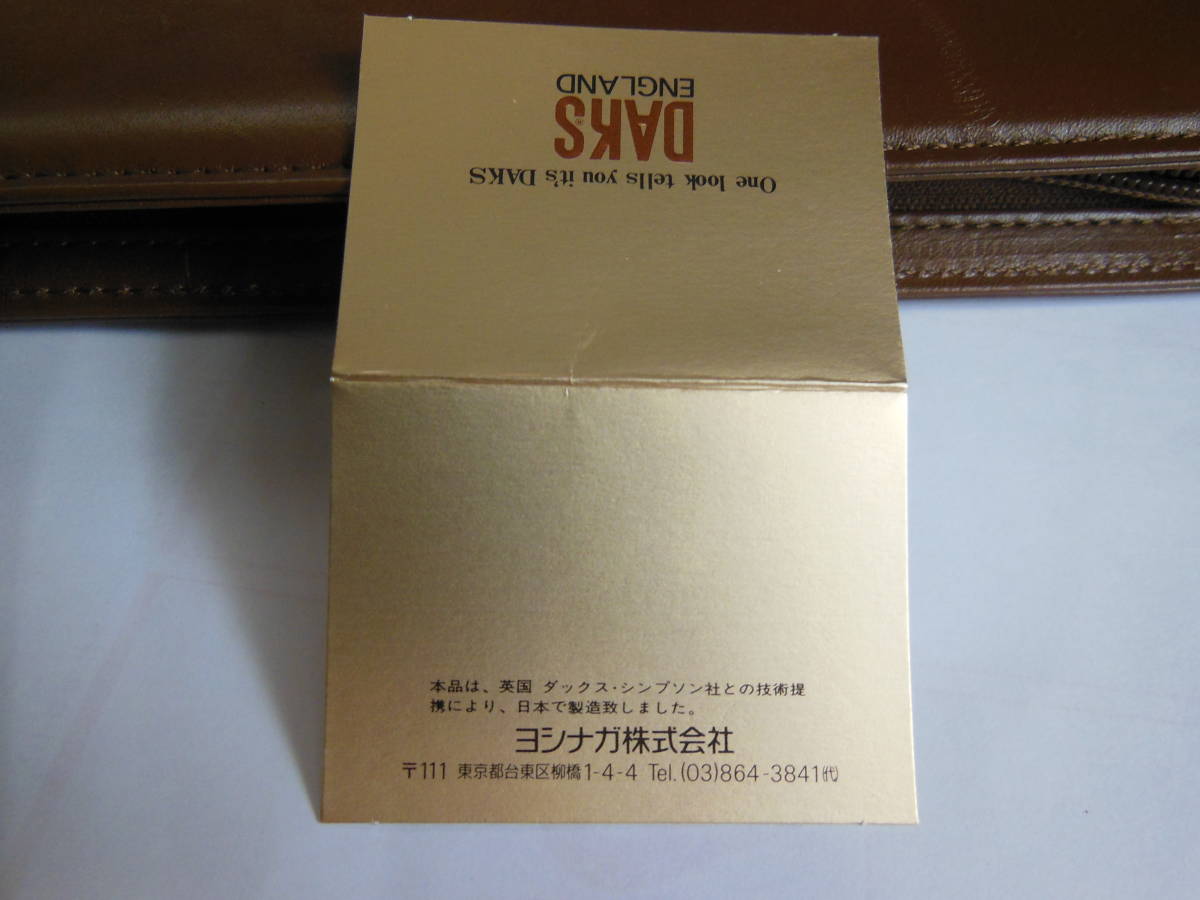 One look tells you it's DAKS
DAKS®
ENGLAND
本品は、英国 ダックス・シンプソン社との技術提
携により、日本で製造致しました。
ヨシナガ株式会社
〒111 東京都台東区柳橋1-4-4 Tel.(03)864-3841㈹